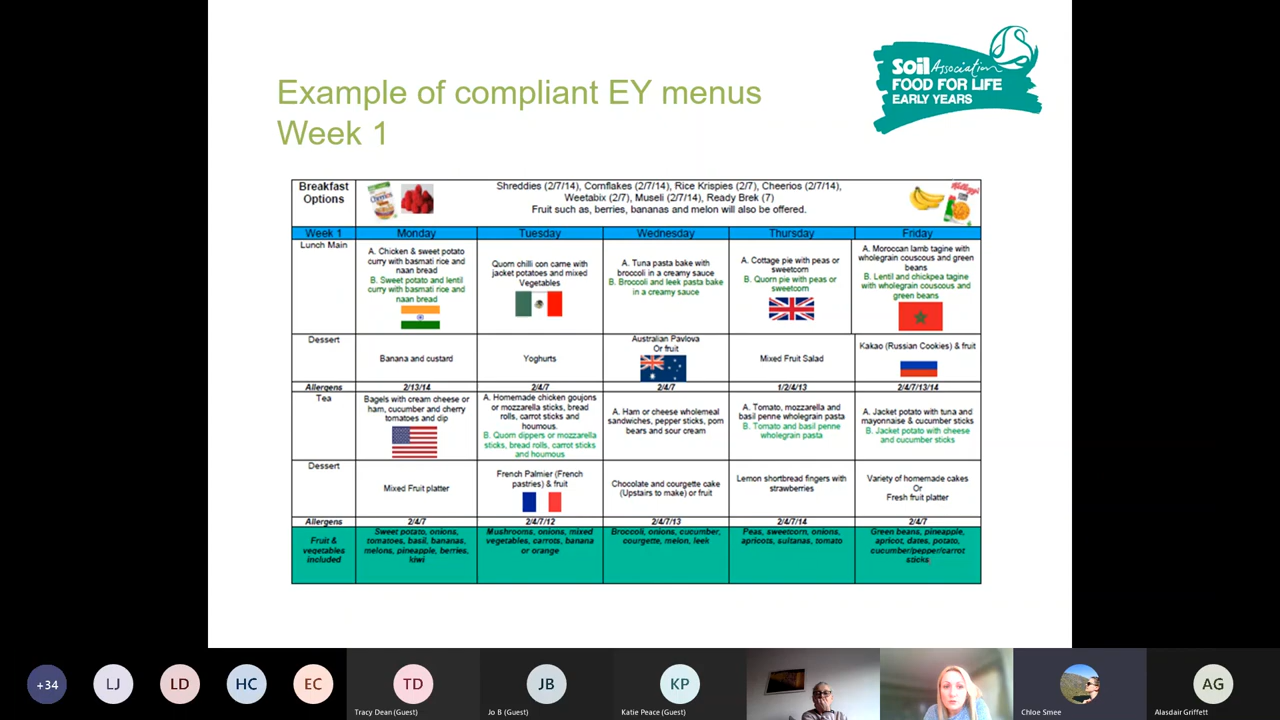 Example of compliant EY menus
Week 1
soil Association
FOOD FOR LIFE
EARLY YEARS
Breakfast
Options
Shreddies (2/7/14), Cornflakes (2/7/14), Rice Krispies (2/7), Cheerios (2/7/14),
Weetabix (2/7), Museli (2/7/14), Ready Brek (7)
Fruit such as, berries, bananas and melon will also be offered.
Cheerios
Kellogg's
Week 1
Monday
Tuesday
Wednesday
Thursday
Friday
Lunch Main
A. Chicken & sweet potato
curry with basmati rice and
naan bread
B. Sweet potato and lentil
curry with basmati rice and
naan bread
Quorn chilli con carne with
jacket potatoes and mixed
Vegetables
A. Tuna pasta bake with
broccoli in a creamy sauce
B. Broccoli and leek pasta bake
in a creamy sauce
A. Cottage pie with peas or
sweetcorn
B. Quorn pie with peas or
sweetcorn
A. Moroccan lamb tagine with
wholegrain couscous and green
beans
B. Lentil and chickpea tagine
with wholegrain couscous and
green beans
Dessert
Banana and custard
Yoghurts
Australian Pavlova
Or fruit
Mixed Fruit Salad
Kakao (Russian Cookies) & fruit
Allergens
2/13/14
2/4/7
2/4/7
1/2/4/13
2/4/7/13/14
Tea
Bagels with cream cheese or
ham, cucumber and cherry
tomatoes and dip
A. Homemade chicken goujons
or mozzarella sticks, bread
rolls, carrot sticks and
houmous.
B. Quorn dippers or mozzarella
sticks, bread rolls, carrot sticks
and houmous
A. Ham or cheese wholemeal
sandwiches, pepper sticks, pom
bears and sour cream
A. Tomato, mozzarella and
basil penne wholegrain pasta
B. Tomato and basil penne
wholegrain pasta
A. Jacket potato with tuna and
mayonnaise & cucumber sticks
B. Jacket potato with cheese
and cucumber sticks
Dessert
Mixed Fruit platter
French Palmier (French
pastries) & fruit
Chocolate and courgette cake
(Upstairs to make) or fruit
Lemon shortbread fingers with
strawberries
Variety of homemade cakes
Or
Fresh fruit platter
Allergens
2/4/7
2/4/7/12
2/4/7/13
2/4/7/14
2/4/7
Fruit &
vegetables
included
Sweet potato, onions,
tomatoes, basil, bananas,
melons, pineapple, berries,
kiwi
Mushrooms, onions, mixed
vegetables, carrots, banana
or orange
Broccoli, onions, cucumber,
courgette, melon, leek
Peas, sweetcorn, onions,
apricots, sultanas, tomato
Green beans, pineapple,
apricot, dates, potato,
cucumber/pepper/carrot
sticks
+34
LJ
LD
HC
EC
TD
Tracy Dean (Guest)
JB
Jo B (Guest)
KP
Katie Peace (Guest)
Chloe Smee
AG
Alasdair Griffett